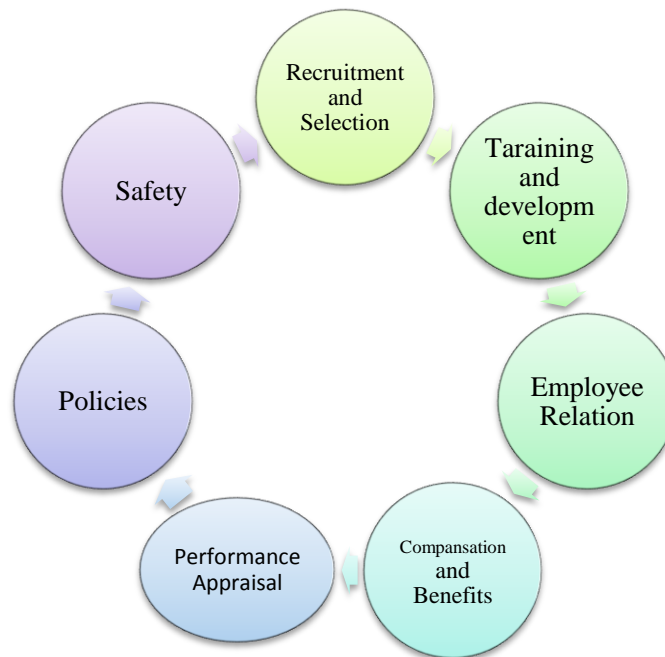 Recruitment
and
Selection
Taraining
and
developm
ent
Employee
Relation
Compansation
and
Benefits
Performance
Appraisal
Policies
Safety